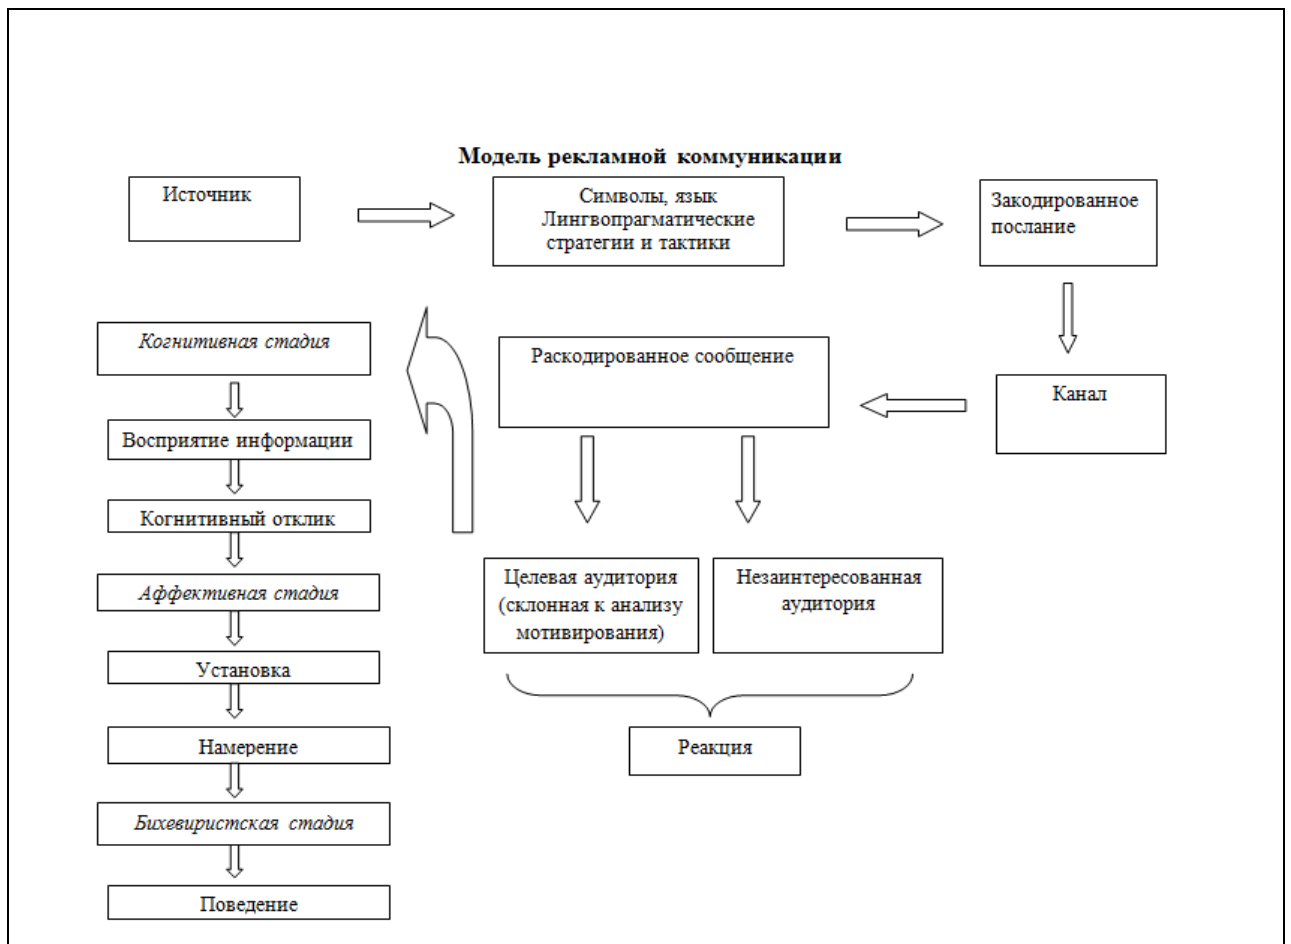 Модель рекламной коммуникации
Источник
Символы, язык
Лингвопрагматические
стратегии и тактики
Закодированное
послание
Канал
Раскодированное сообщение
Целевая аудитория
(склонная к анализу
мотивирования)
Незаинтересованная
аудитория
Реакция
Когнитивная стадия
Восприятие информации
Когнитивный отклик
Аффективная стадия
Установка
Намерение
Бихевиристская стадия
Поведение